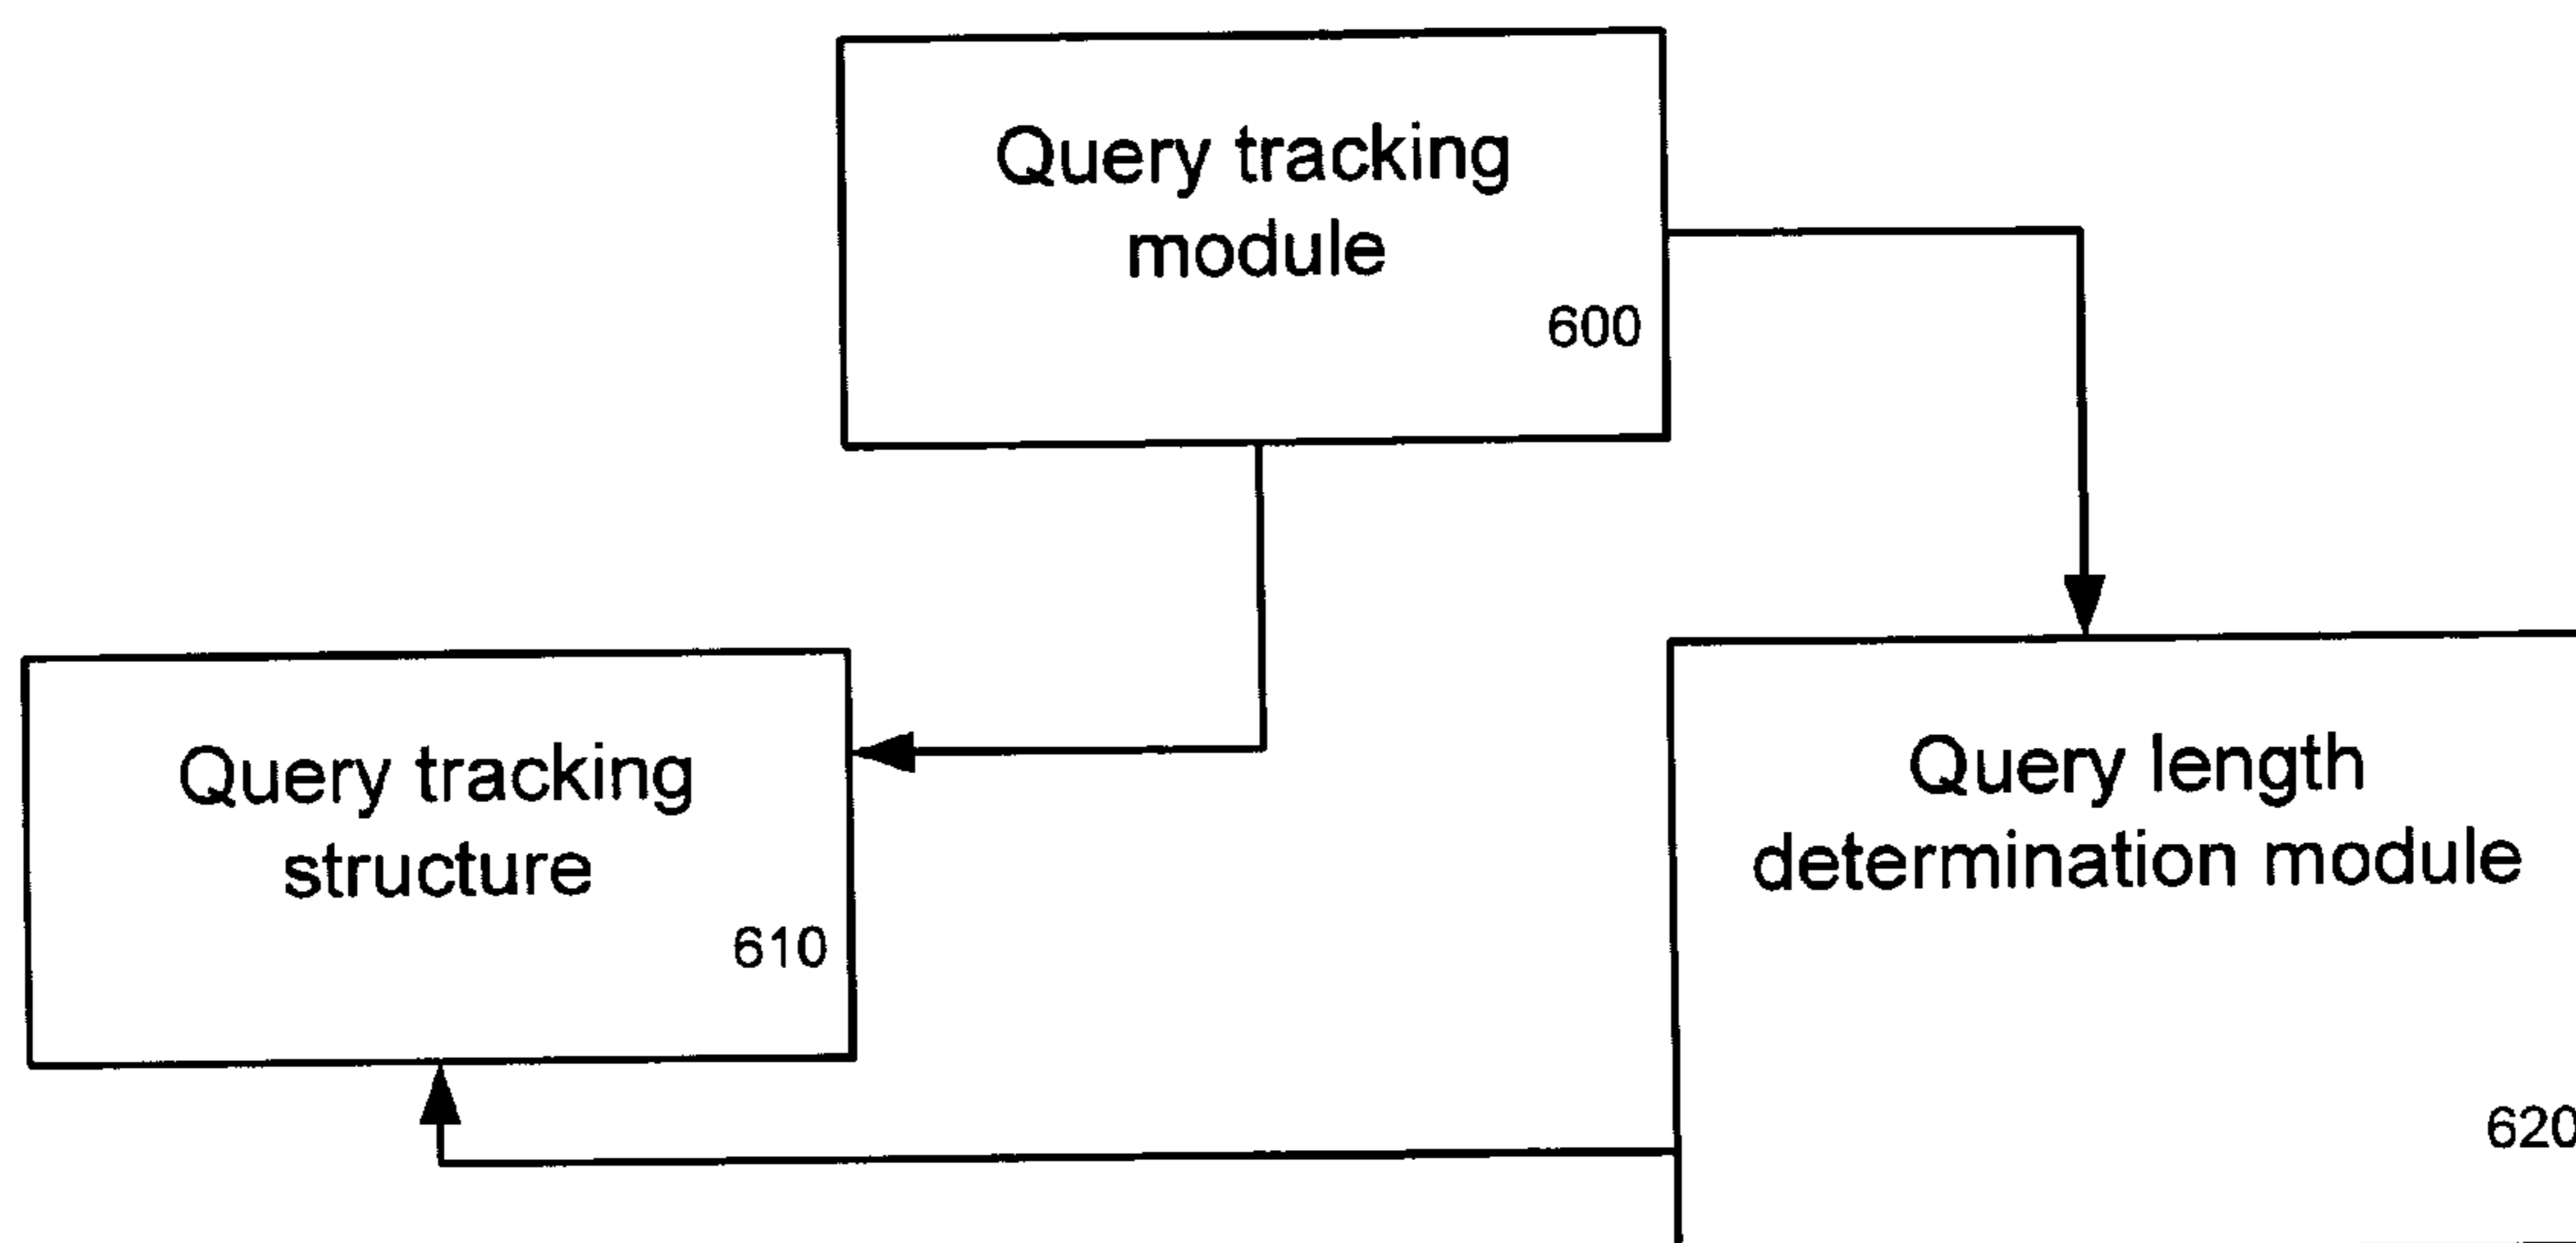 Query tracking
module
600
Query tracking
structure
610
Query length
determination module
620